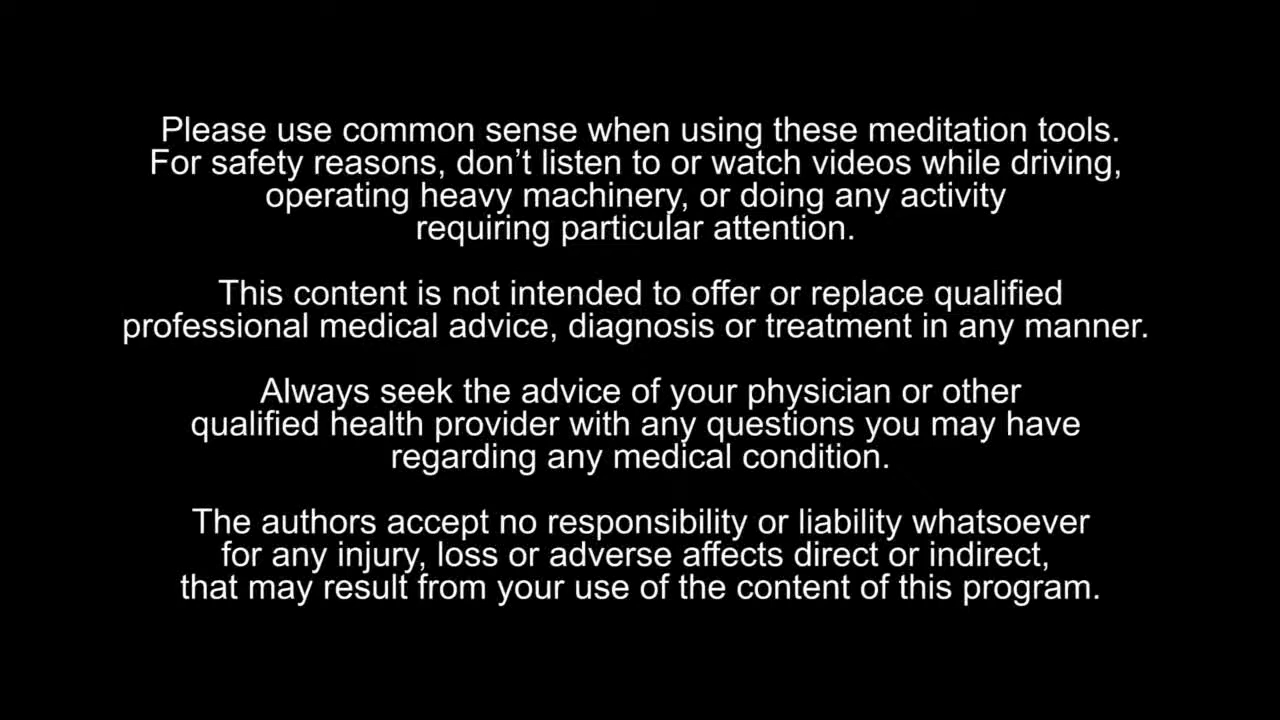 Please use common sense when using these meditation tools.
For safety reasons, don’t listen to or watch videos while driving,
operating heavy machinery, or doing any activity
requiring particular attention.
This content is not intended to offer or replace qualified
professional medical advice, diagnosis or treatment in any manner.
Always seek the advice of your physician or other
qualified health provider with any questions you may have
regarding any medical condition.
The authors accept no responsibility or liability whatsoever
for any injury, loss or adverse affects direct or indirect,
that may result from your use of the content of this program.